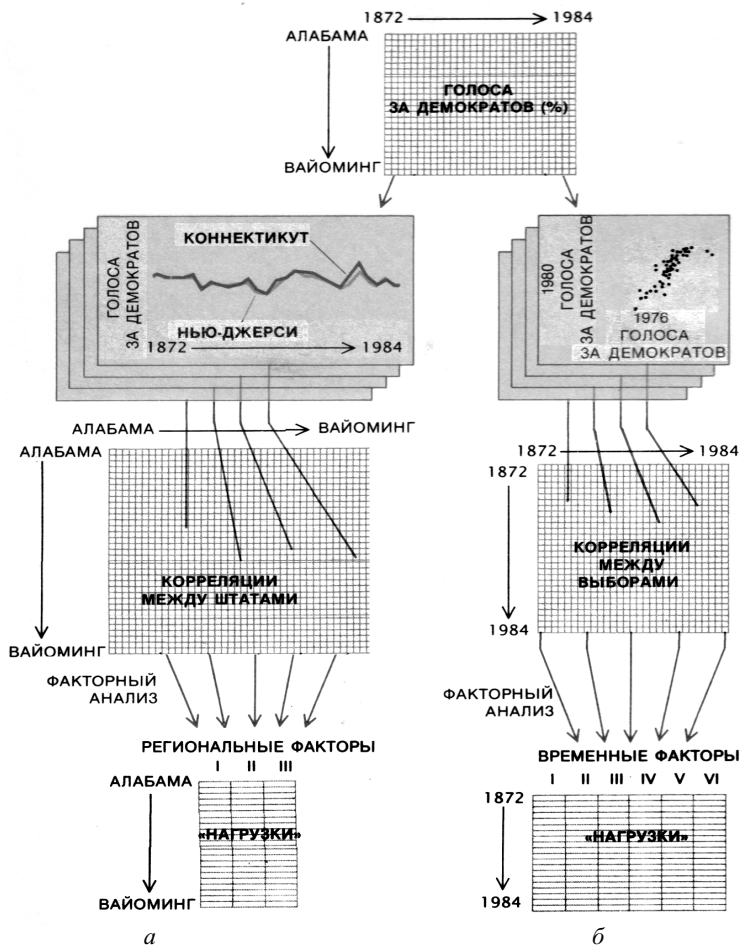 1872 1984
АЛАБАМА
ГОЛОСА
ЗА ДЕМОКРАТОВ (%)
ВАЙОМИНГ
ГОЛОСА
ЗА ДЕМОКРАТОВ
КОННЕКТИКУТ
НЬЮ-ДЖЕРСИ
1872 1984
1980
ГОЛОСА
ЗА ДЕМОКРАТОВ
1976
ГОЛОСА
ЗА ДЕМОКРАТОВ
АЛАБАМА ВАЙОМИНГ
АЛАБАМА
КОРРЕЛЯЦИИ
МЕЖДУ ШТАТАМИ
ВАЙОМИНГ
ФАКТОРНЫЙ
АНАЛИЗ
РЕГИОНАЛЬНЫЕ ФАКТОРЫ
I II III
АЛАБАМА
«НАГРУЗКИ»
ВАЙОМИНГ
а
1872 1984
1872
КОРРЕЛЯЦИИ
МЕЖДУ
ВЫБОРАМИ
1984
ФАКТОРНЫЙ
АНАЛИЗ
ВРЕМЕННЫЕ ФАКТОРЫ
I II III IV V VI
1872
«НАГРУЗКИ»
1984
б